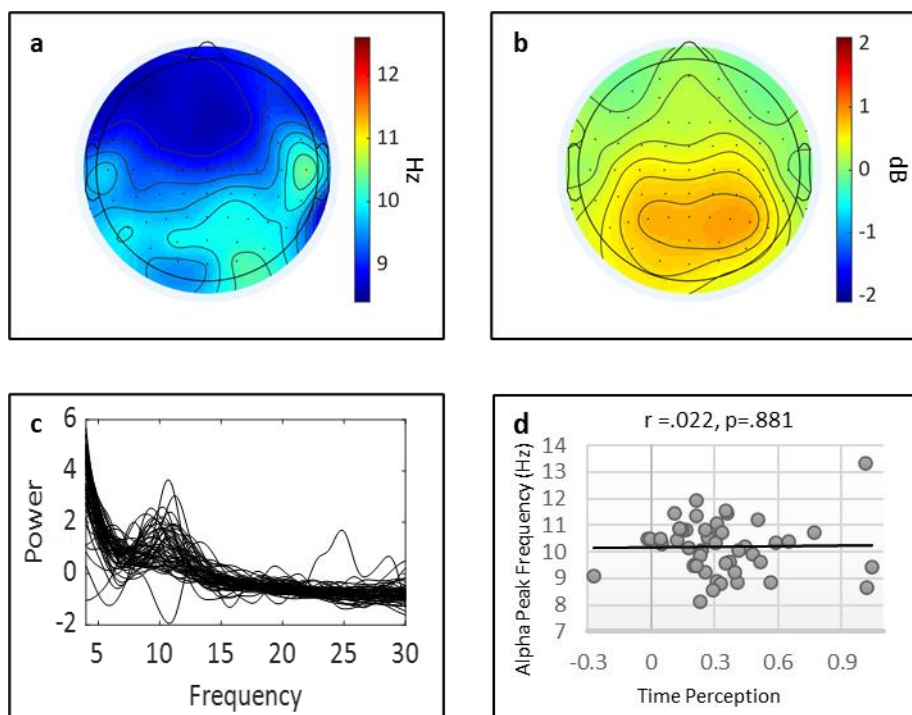 a
12
11
10
9
Hz
b
2
1
0
-1
-2
dB
c
6
4
2
0
-2
Power
5 10 15 20 25 30
Frequency
d
r =.022, p=.881
14
13
12
11
10
9
8
7
Alpha Peak Frequency (Hz)
-0.3 0 0.3 0.6 0.9
Time Perception